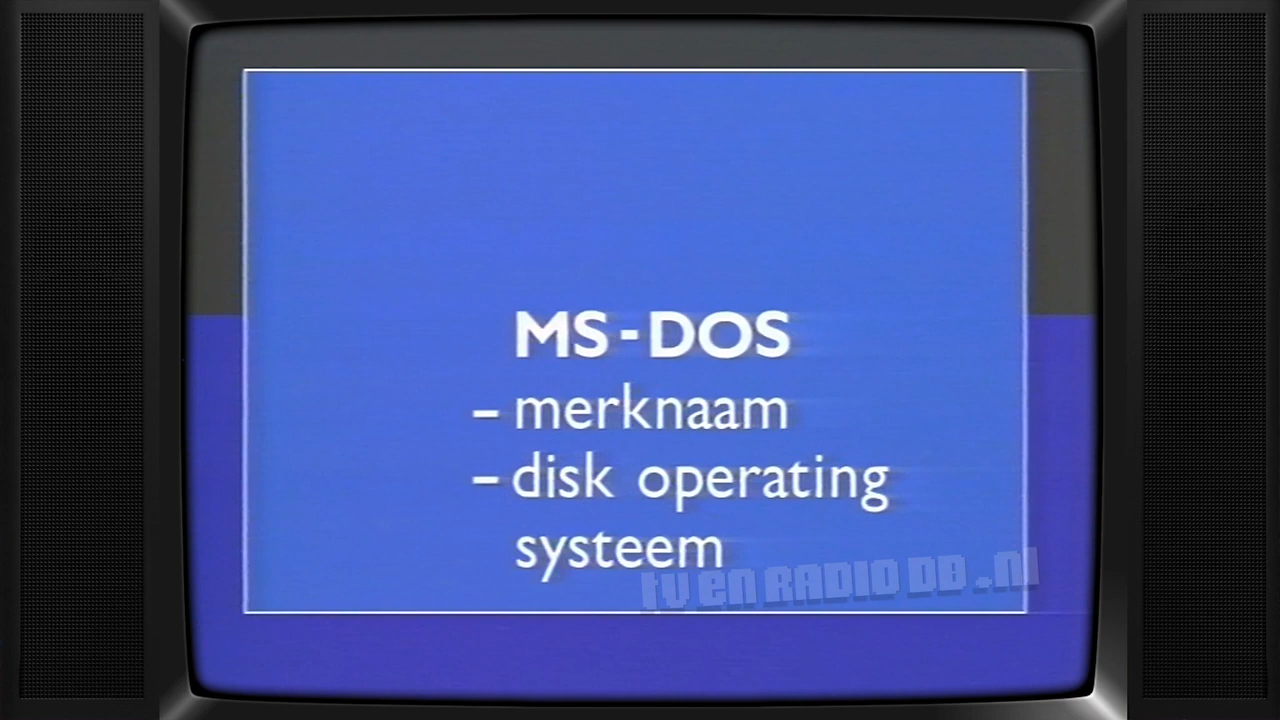 MS-DOS
- merknaam
- disk operating
systeem
tv en RADIO DB.nl